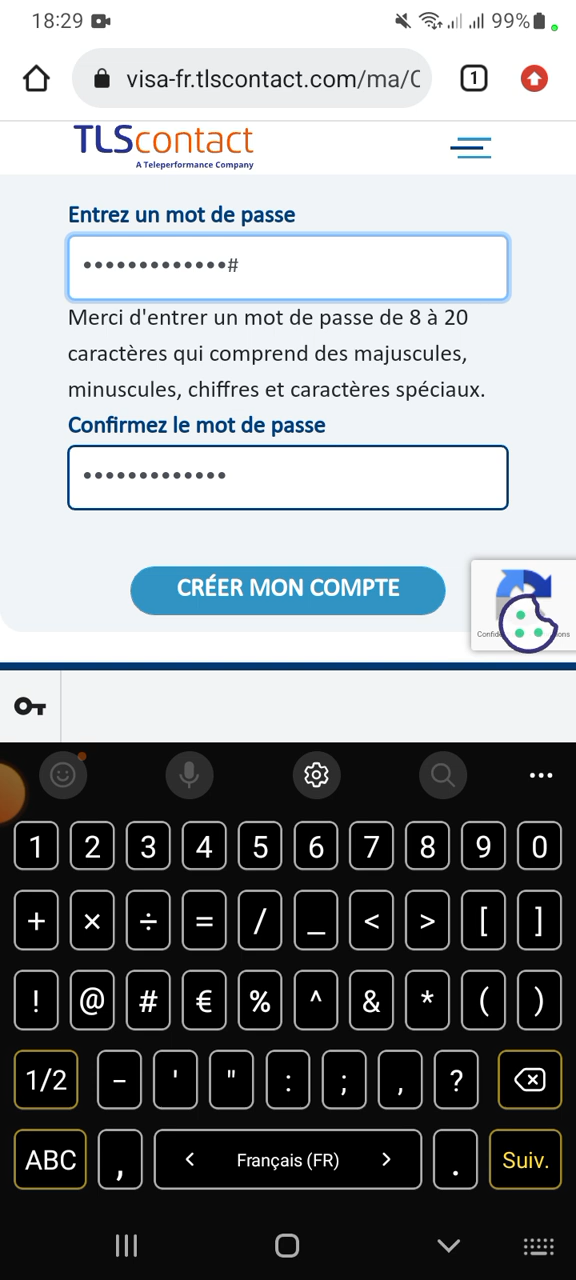 18:29
99%
visa-fr.tlscontact.com/ma/C
1
TLScontact
A Teleperformance Company
Entrez un mot de passe
•••••••••••••#
Merci d'entrer un mot de passe de 8 à 20
caractères qui comprend des majuscules,
minuscules, chiffres et caractères spéciaux.
Confirmez le mot de passe
•••••••••••••
CRÉER MON COMPTE
1 2 3 4 5 6 7 8 9 0
+ × ÷ = / _ < > [ ]
! @ # € % ^ & * ( )
1/2 - ' " : ; , ?
ABC , < Français (FR) > . Suiv.